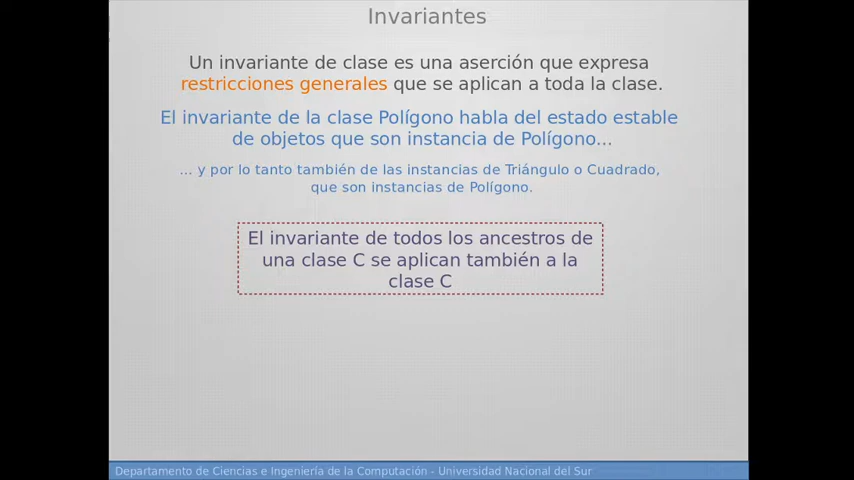 Invariantes
Un invariante de clase es una aserción que expresa
restricciones generales que se aplican a toda la clase.
El invariante de la clase Polígono habla del estado estable
de objetos que son instancia de Polígono...
... y por lo tanto también de las instancias de Triángulo o Cuadrado,
que son instancias de Polígono.
El invariante de todos los ancestros de
una clase C se aplican también a la
clase C
Departamento de Ciencias e Ingeniería de la Computación - Universidad Nacional del Sur